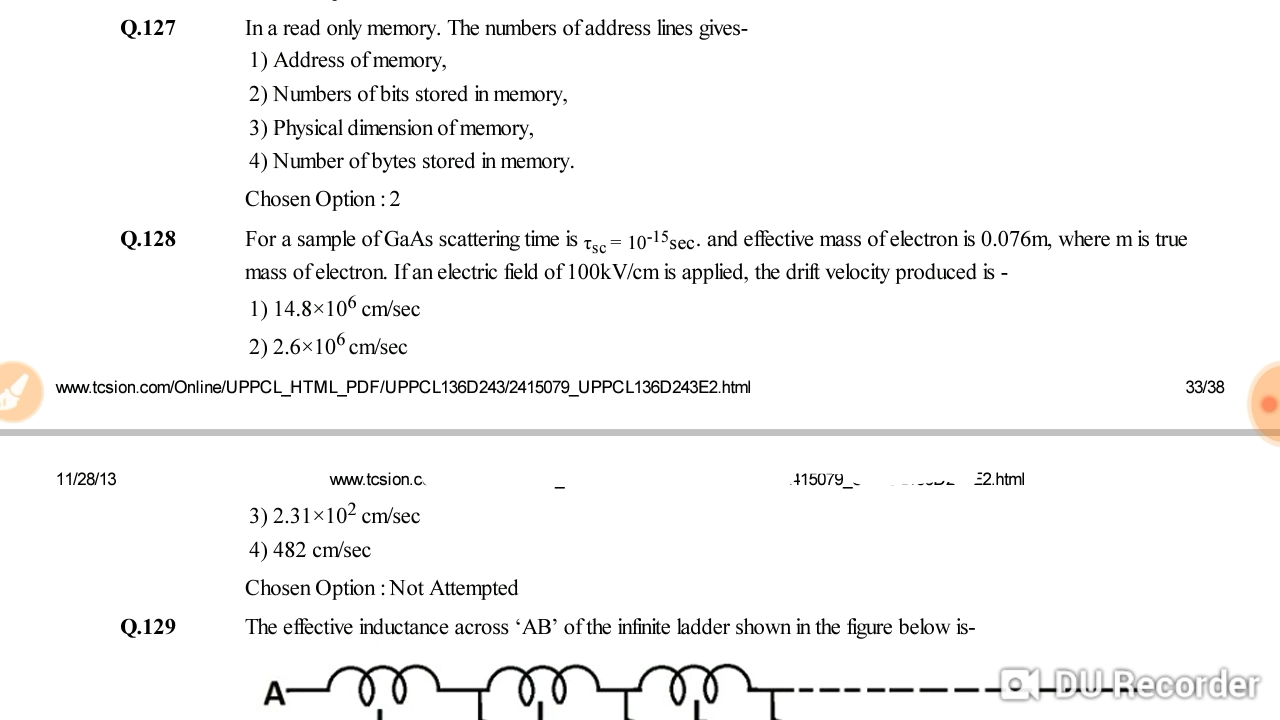 Q.127 In a read only memory. The numbers of address lines gives-
1) Address of memory,
2) Numbers of bits stored in memory,
3) Physical dimension of memory,
4) Number of bytes stored in memory.
Chosen Option : 2
Q.128 For a sample of GaAs scattering time is τsc = 10-15sec. and effective mass of electron is 0.076m, where m is true
mass of electron. If an electric field of 100kV/cm is applied, the drift velocity produced is -
1) 14.8×10⁶ cm/sec
2) 2.6×10⁶ cm/sec
www.tcsion.com/Online/UPPCL_HTML_PDF/UPPCL136D243/2415079_UPPCL136D243E2.html 33/38
11/28/13
3) 2.31×10² cm/sec
4) 482 cm/sec
Chosen Option : Not Attempted
Q.129 The effective inductance across ‘AB’ of the infinite ladder shown in the figure below is-
A
DU Recorder